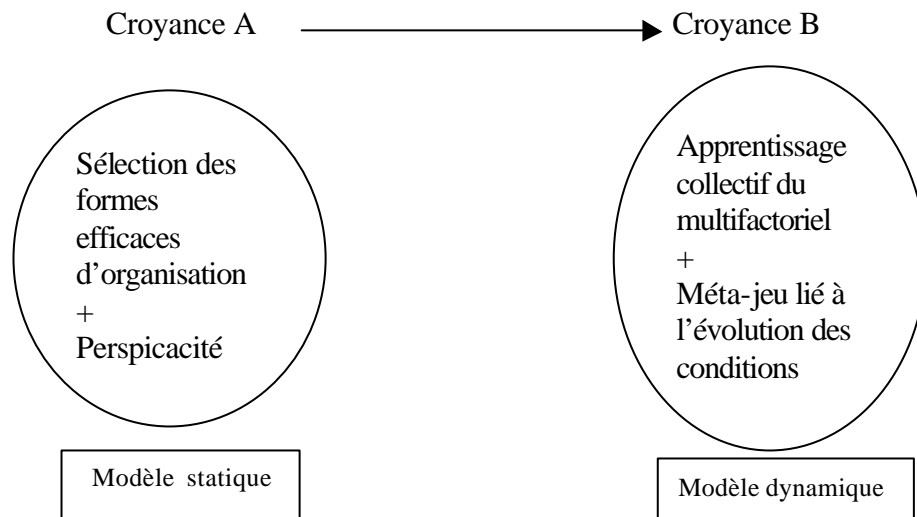 Croyance A
Croyance B
Sélection des
formes
efficaces
d’organisation
+
Perspicacité
Apprentissage
collectif du
multifactoriel
+
Méta-jeu lié à
l’évolution des
conditions
Modèle statique
Modèle dynamique